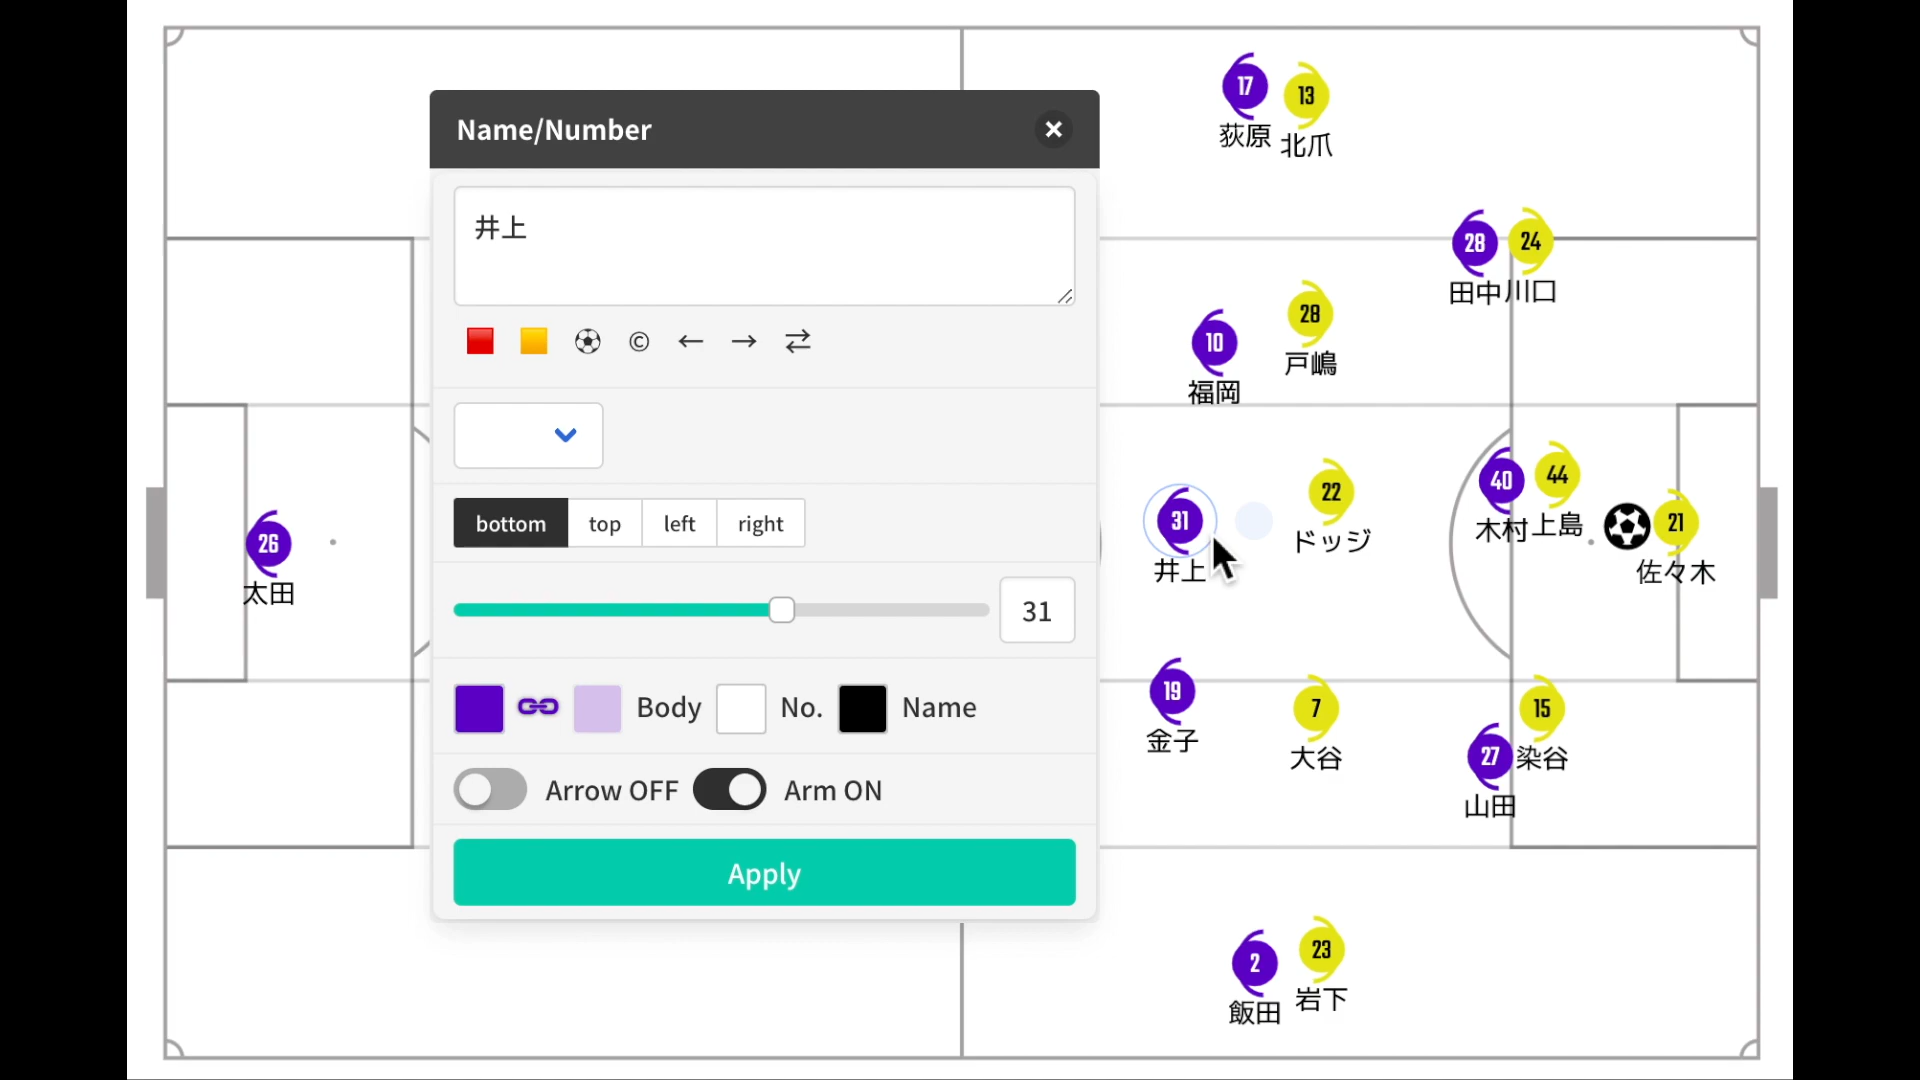 Name/Number
井上
©
bottom top left right
31
Body No. Name
Arrow OFF Arm ON
Apply
26
太田
17
荻原
13
北爪
28
田中
24
川口
10
福岡
28
戸嶋
31
井上
22
ドッジ
40
木村
44
上島
21
佐々木
19
金子
7
大谷
27
山田
15
染谷
2
飯田
23
岩下